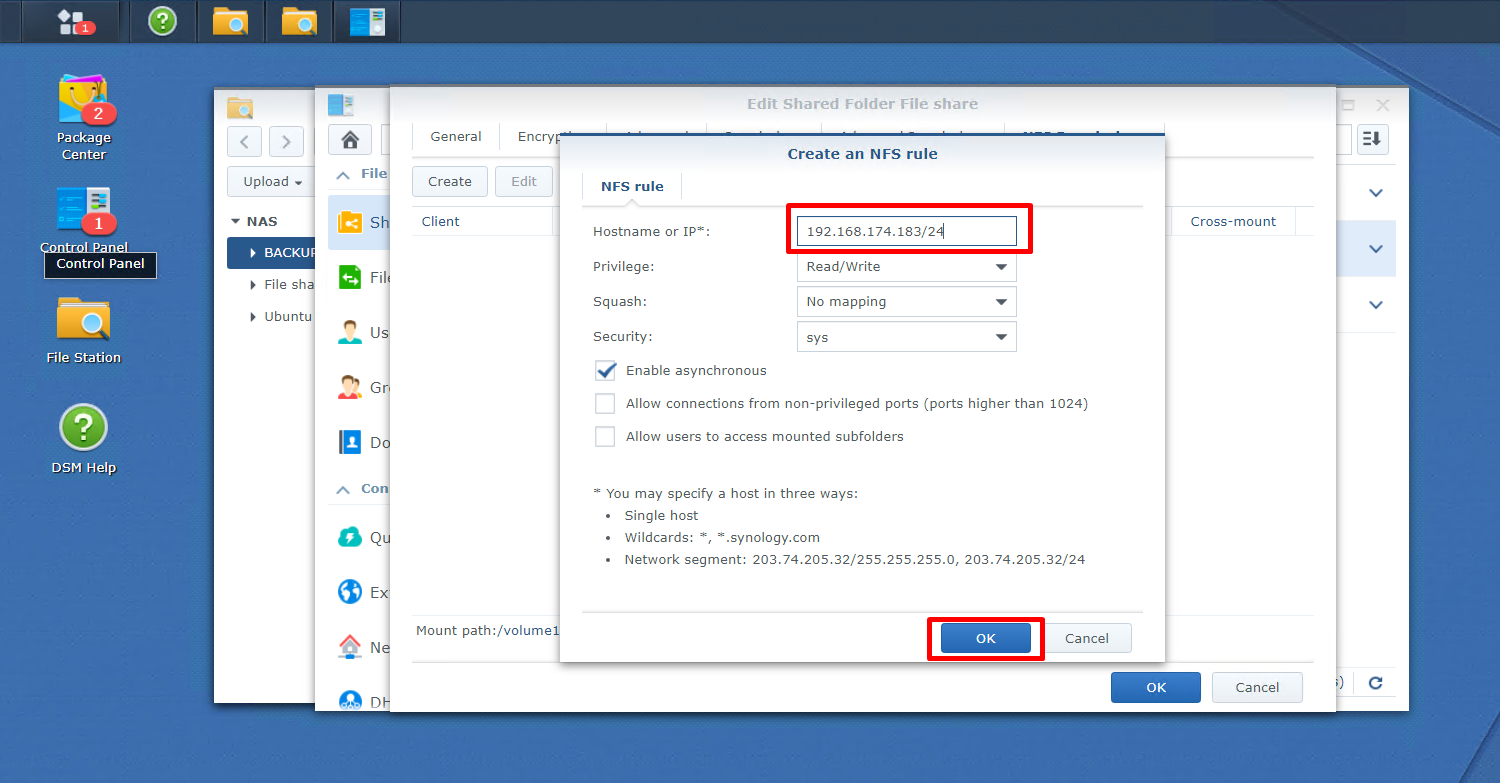 1
2
Package
Center
1
Control Panel
Control Panel
File Station
DSM Help
Upload
NAS
BACKUP
File sha
Ubuntu
File
Sh
File
Us
Gr
Do
Con
Qu
Ex
Ne
DH
Edit Shared Folder File share
General
Create
Edit
Client
Cross-mount
Mount path:/volume1
OK
Cancel
Create an NFS rule
NFS rule
Hostname or IP*:
192.168.174.183/24
Privilege:
Read/Write
Squash:
No mapping
Security:
sys
Enable asynchronous
Allow connections from non-privileged ports (ports higher than 1024)
Allow users to access mounted subfolders
* You may specify a host in three ways:
• Single host
• Wildcards: *, *.synology.com
• Network segment: 203.74.205.32/255.255.255.0, 203.74.205.32/24
OK
Cancel